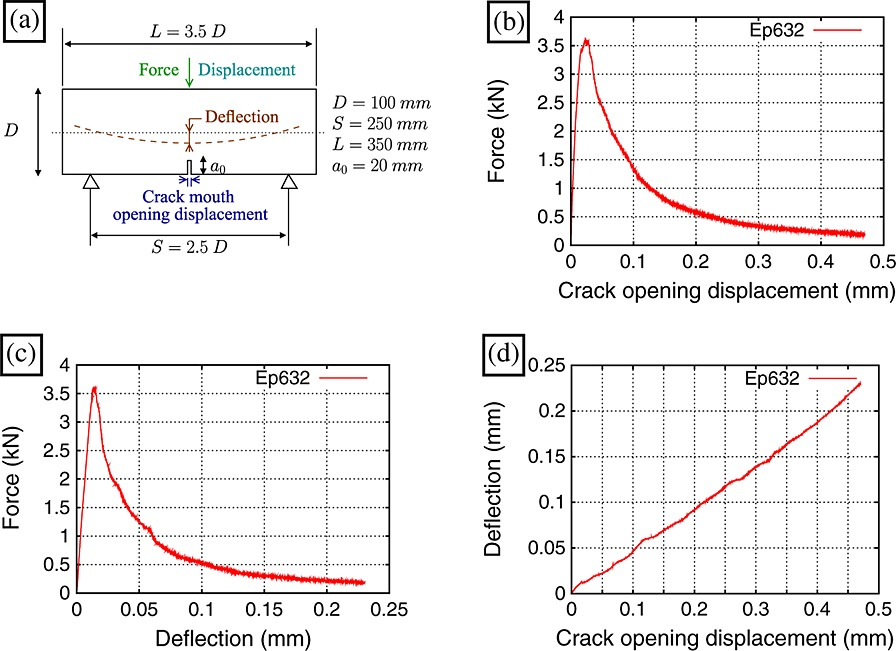 (a)
L = 3.5 D
Force
Displacement
Deflection
D
a₀
D = 100 mm
S = 250 mm
L = 350 mm
a₀ = 20 mm
Crack mouth
opening displacement
S = 2.5 D
(b)
Ep632
4
3.5
3
2.5
2
1.5
1
0.5
0
Force (kN)
0 0.1 0.2 0.3 0.4 0.5
Crack opening displacement (mm)
(c)
Ep632
4
3.5
3
2.5
2
1.5
1
0.5
0
Force (kN)
0 0.05 0.1 0.15 0.2 0.25
Deflection (mm)
(d)
Ep632
0.25
0.2
0.15
0.1
0.05
0
Deflection (mm)
0 0.1 0.2 0.3 0.4 0.5
Crack opening displacement (mm)